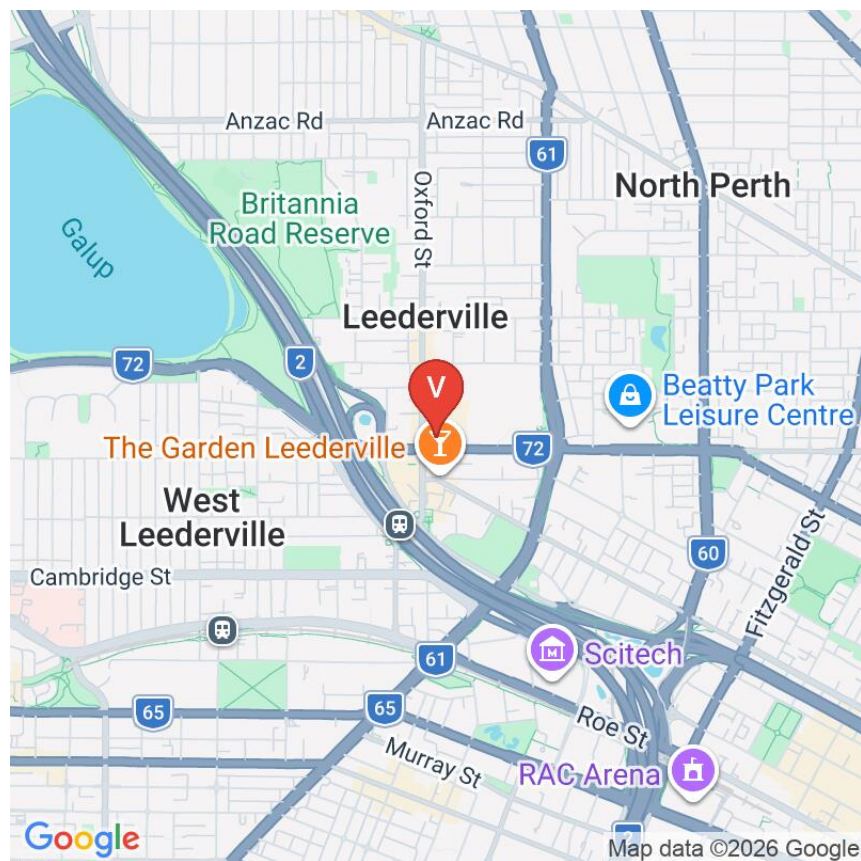 Anzac Rd
Anzac Rd
61
North Perth
Oxford St
Britannia
Road Reserve
Galup
Leederville
72
2
V
Beatty Park
Leisure Centre
The Garden Leederville
72
West
Leederville
60
Cambridge St
Fitzgerald St
61
Scitech
65
65
Roe St
Murray St
RAC Arena
2
Google
Map data ©2026 Google